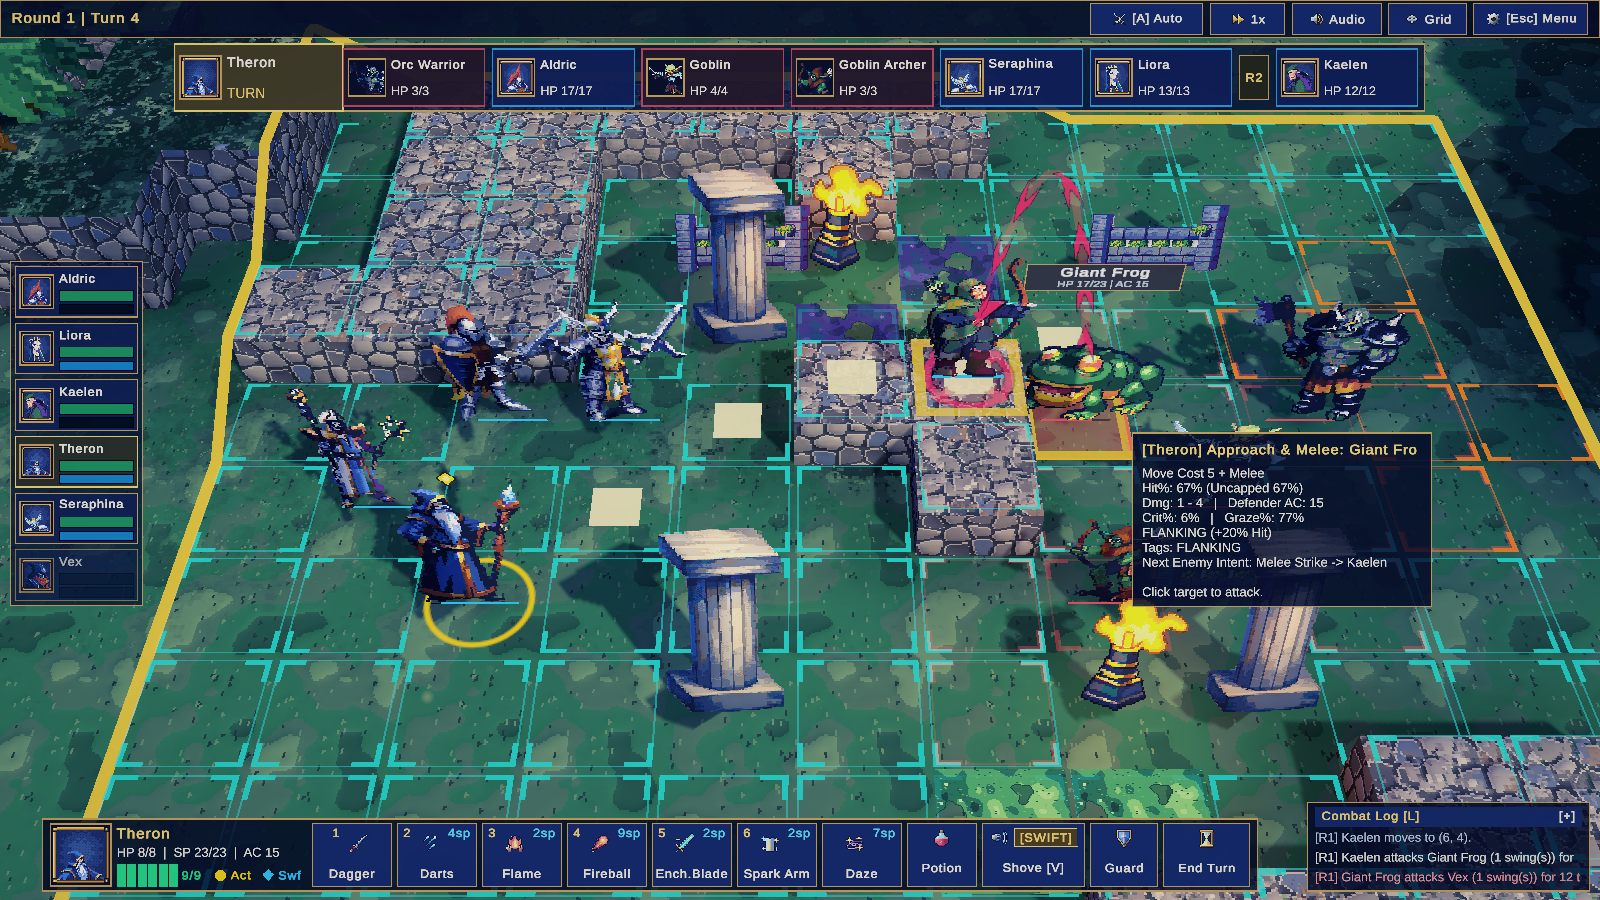 Round 1 | Turn 4
[A] Auto
1x
Audio
Grid
[Esc] Menu
Theron
TURN
Orc Warrior
HP 3/3
Aldric
HP 17/17
Goblin
HP 4/4
Goblin Archer
HP 3/3
Seraphina
HP 17/17
Liora
HP 13/13
R2
Kaelen
HP 12/12
Aldric
Liora
Kaelen
Theron
Seraphina
Vex
Giant Frog
HP 17/23 | AC 15
[Theron] Approach & Melee: Giant Fro
Move Cost 5 + Melee
Hit%: 67% (Uncapped 67%)
Dmg: 1 - 4 | Defender AC: 15
Crit%: 6% | Graze%: 77%
FLANKING (+20% Hit)
Tags: FLANKING
Next Enemy Intent: Melee Strike -> Kaelen
Click target to attack.
Theron
HP 8/8 | SP 23/23 | AC 15
9/9
Act
Swf
1
Dagger
2
4sp
Darts
3
2sp
Flame
4
9sp
Fireball
5
2sp
Ench.Blade
6
2sp
Spark Arm
7sp
Daze
Potion
[SWIFT]
Shove [V]
Guard
End Turn
Combat Log [L]
[+]
[R1] Kaelen moves to (6, 4).
[R1] Kaelen attacks Giant Frog (1 swing(s)) for
[R1] Giant Frog attacks Vex (1 swing(s)) for 12 t